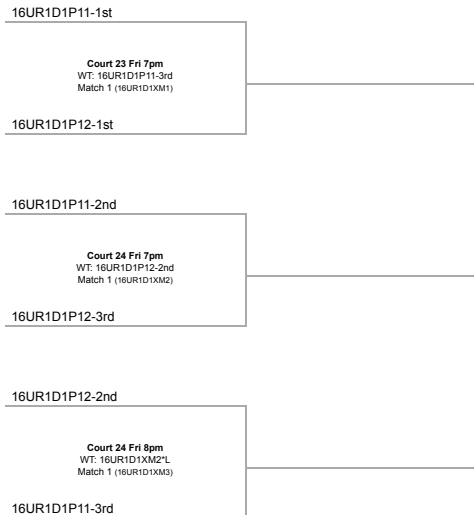 16UR1D1P11-1st
Court 23 Fri 7pm
WT: 16UR1D1P11-3rd
Match 1 (16UR1D1XM1)
16UR1D1P12-1st
16UR1D1P11-2nd
Court 24 Fri 7pm
WT: 16UR1D1P12-2nd
Match 1 (16UR1D1XM2)
16UR1D1P12-3rd
16UR1D1P12-2nd
Court 24 Fri 8pm
WT: 16UR1D1XM2*L
Match 1 (16UR1D1XM3)
16UR1D1P11-3rd